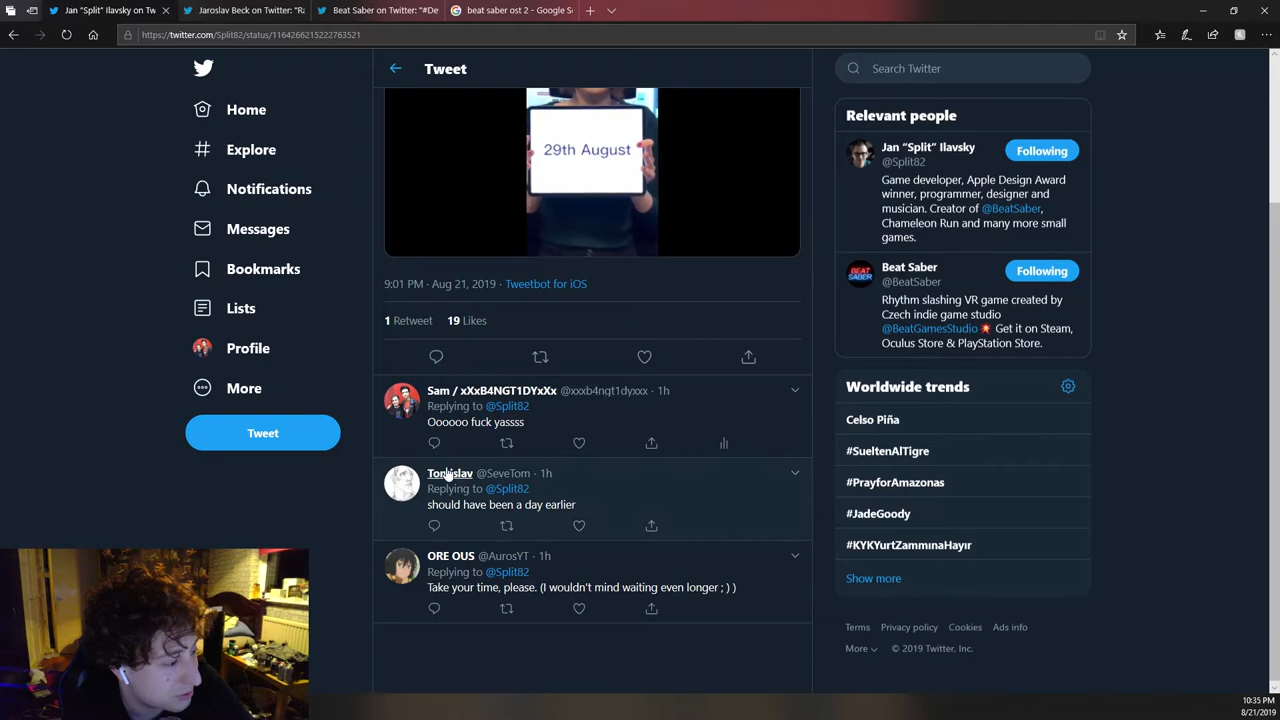 Jan "Split" Ilavsky on Tw
Jaroslav Beck on Twitter: "Ra
Beat Saber on Twitter: "#De
beat saber ost 2 - Google Se
https://twitter.com/Split82/status/1164266215222763521
Home
Explore
Notifications
Messages
Bookmarks
Lists
Profile
More
Tweet
Tweet
29th August
9:01 PM · Aug 21, 2019 · Tweetbot for iOS
1 Retweet 19 Likes
Sam / xXxB4NGT1DYxXx @xxxb4ngt1dyxxx · 1h
Replying to @Split82
Oooooo fuck yassss
@SeveTom · 1h
Replying to @Split82
should have been a day earlier
ORE OUS @AurosYT · 1h
Replying to @Split82
Take your time, please. (I wouldn't mind waiting even longer ; ) )
Search Twitter
Relevant people
Jan "Split" Ilavsky
@Split82
Following
Game developer, Apple Design Award
winner, programmer, designer and
musician. Creator of @BeatSaber,
Chameleon Run and many more small
games.
BEAT
SABER
Beat Saber
@BeatSaber
Following
Rhythm slashing VR game created by
Czech indie game studio
@BeatGamesStudio 💥 Get it on Steam,
Oculus Store & PlayStation Store.
Worldwide trends
Celso Piña
#SueltenAlTigre
#PrayforAmazonas
#JadeGoody
#KYKYurtZammınaHayır
Show more
Terms Privacy policy Cookies Ads info
More © 2019 Twitter, Inc.
10:35 PM
8/21/2019